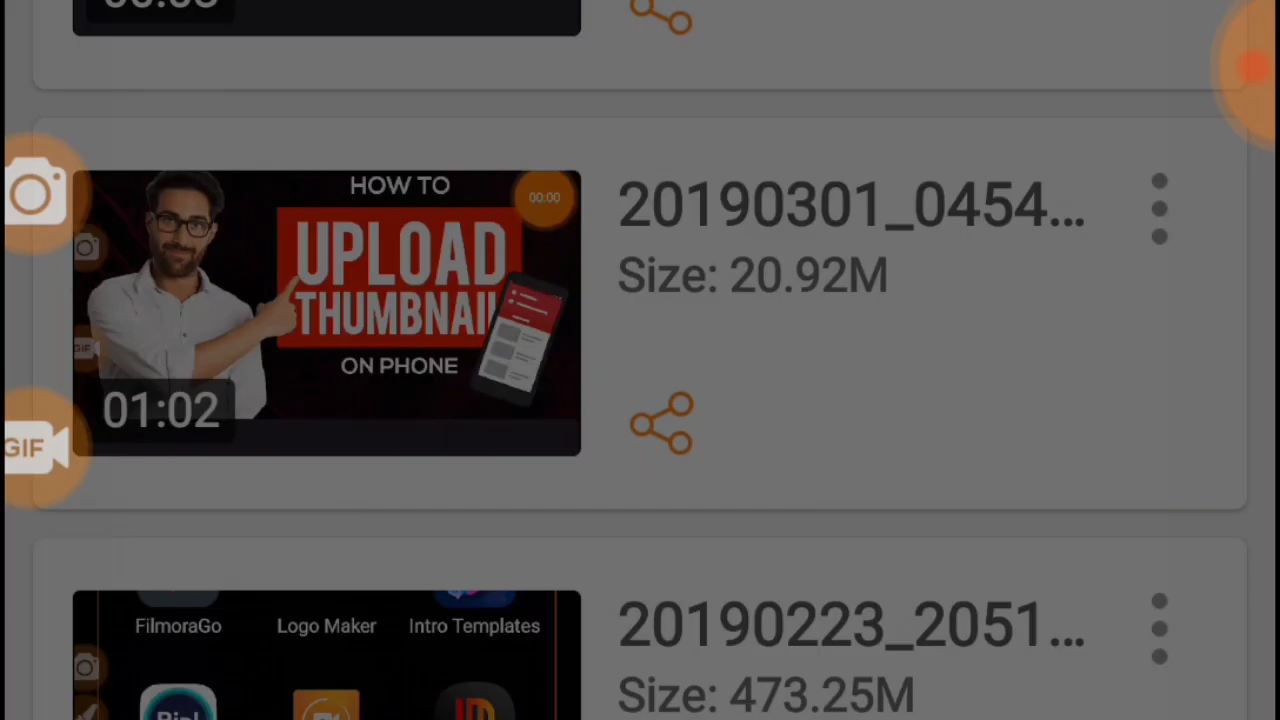 HOW TO
00:00
UPLOAD
THUMBNAIL
ON PHONE
01:02
20190301_0454...
Size: 20.92M
GIF
GIF
FilmoraGo
Logo Maker
Intro Templates
20190223_2051...
Size: 473.25M